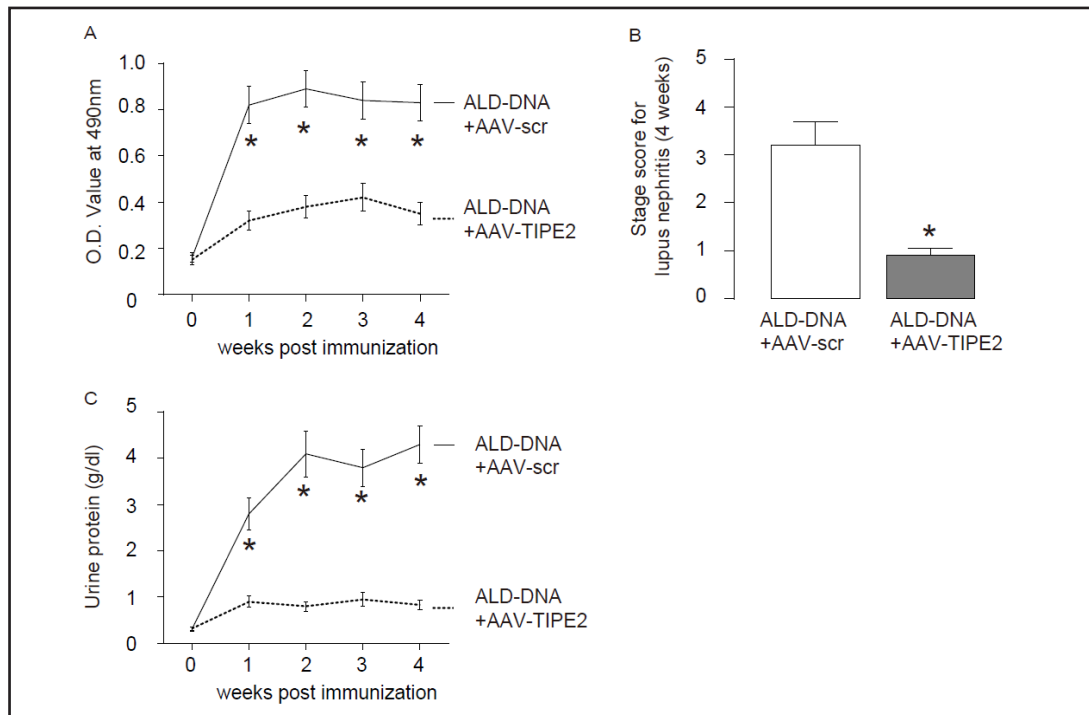 A
O.D. Value at 490nm
1.0
0.8
0.6
0.4
0.2
0
* * * *
ALD-DNA
+AAV-scr
ALD-DNA
+AAV-TIPE2
0 1 2 3 4
weeks post immunization
B
Stage score for
lupus nephritis (4 weeks)
5
4
3
2
1
0
*
ALD-DNA
+AAV-scr
ALD-DNA
+AAV-TIPE2
C
Urine protein (g/dl)
5
4
3
2
1
0
* * * *
ALD-DNA
+AAV-scr
ALD-DNA
+AAV-TIPE2
0 1 2 3 4
weeks post immunization